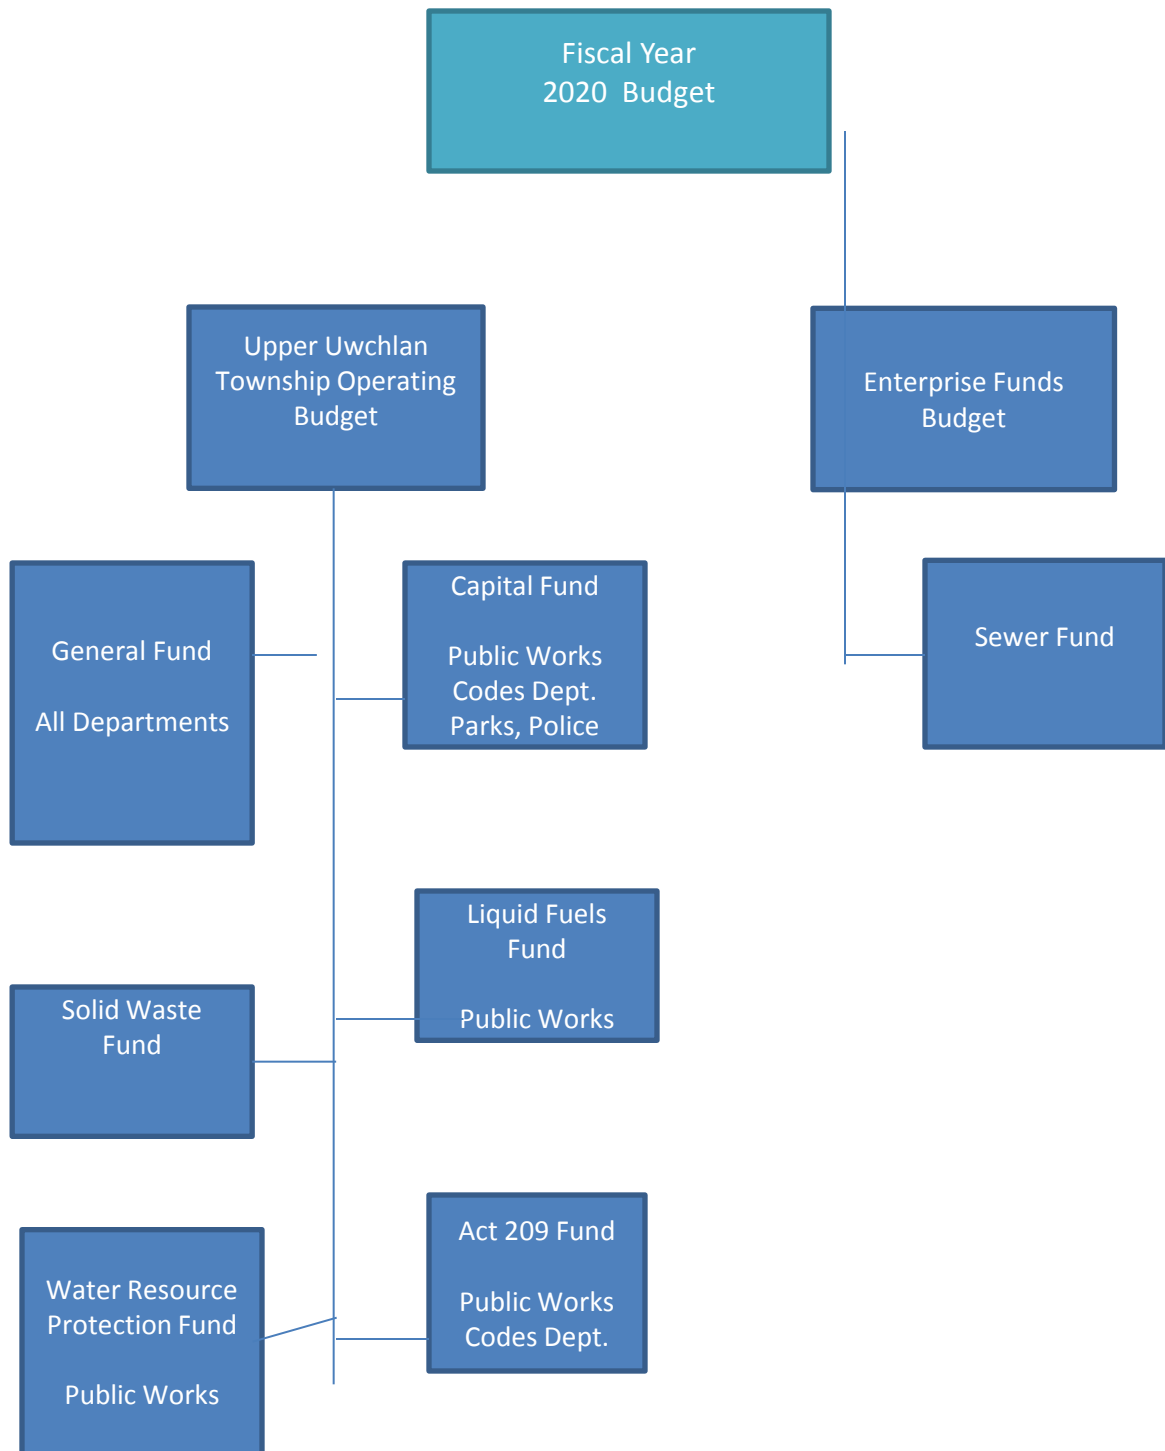 Fiscal Year
2020 Budget
Upper Uwchlan
Township Operating
Budget
Enterprise Funds
Budget
General Fund
All Departments
Capital Fund
Public Works
Codes Dept.
Parks, Police
Sewer Fund
Liquid Fuels
Fund
Public Works
Solid Waste
Fund
Act 209 Fund
Public Works
Codes Dept.
Water Resource
Protection Fund
Public Works